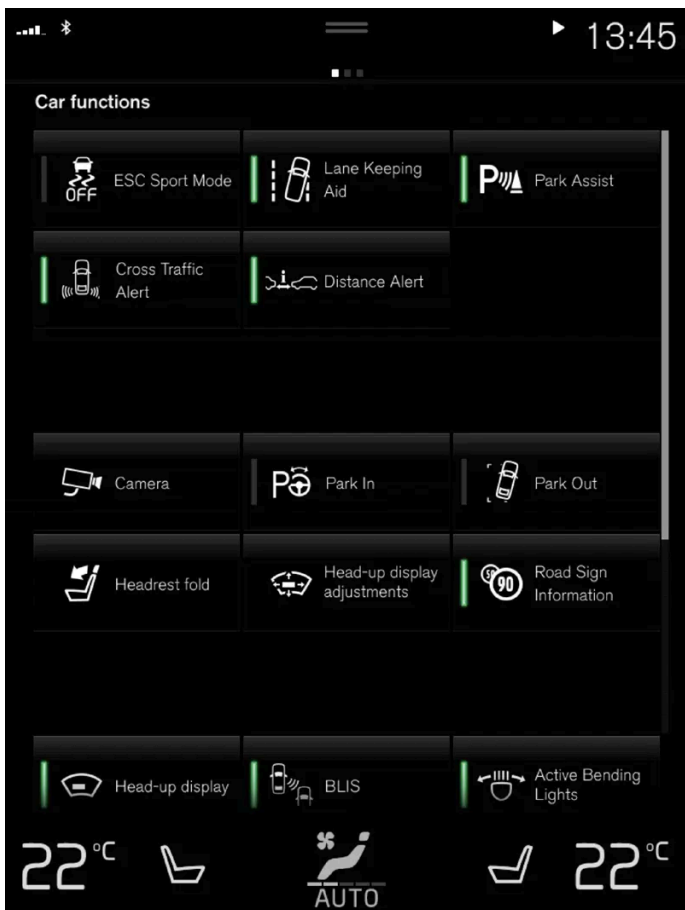 13:45
Car functions
OFF
ESC Sport Mode
Lane Keeping
Aid
P
Park Assist
Cross Traffic
Alert
Distance Alert
Camera
P
Park In
Park Out
Headrest fold
Head-up display
adjustments
50
90
Road Sign
Information
Head-up display
BLIS
Active Bending
Lights
22°C
AUTO
22°C